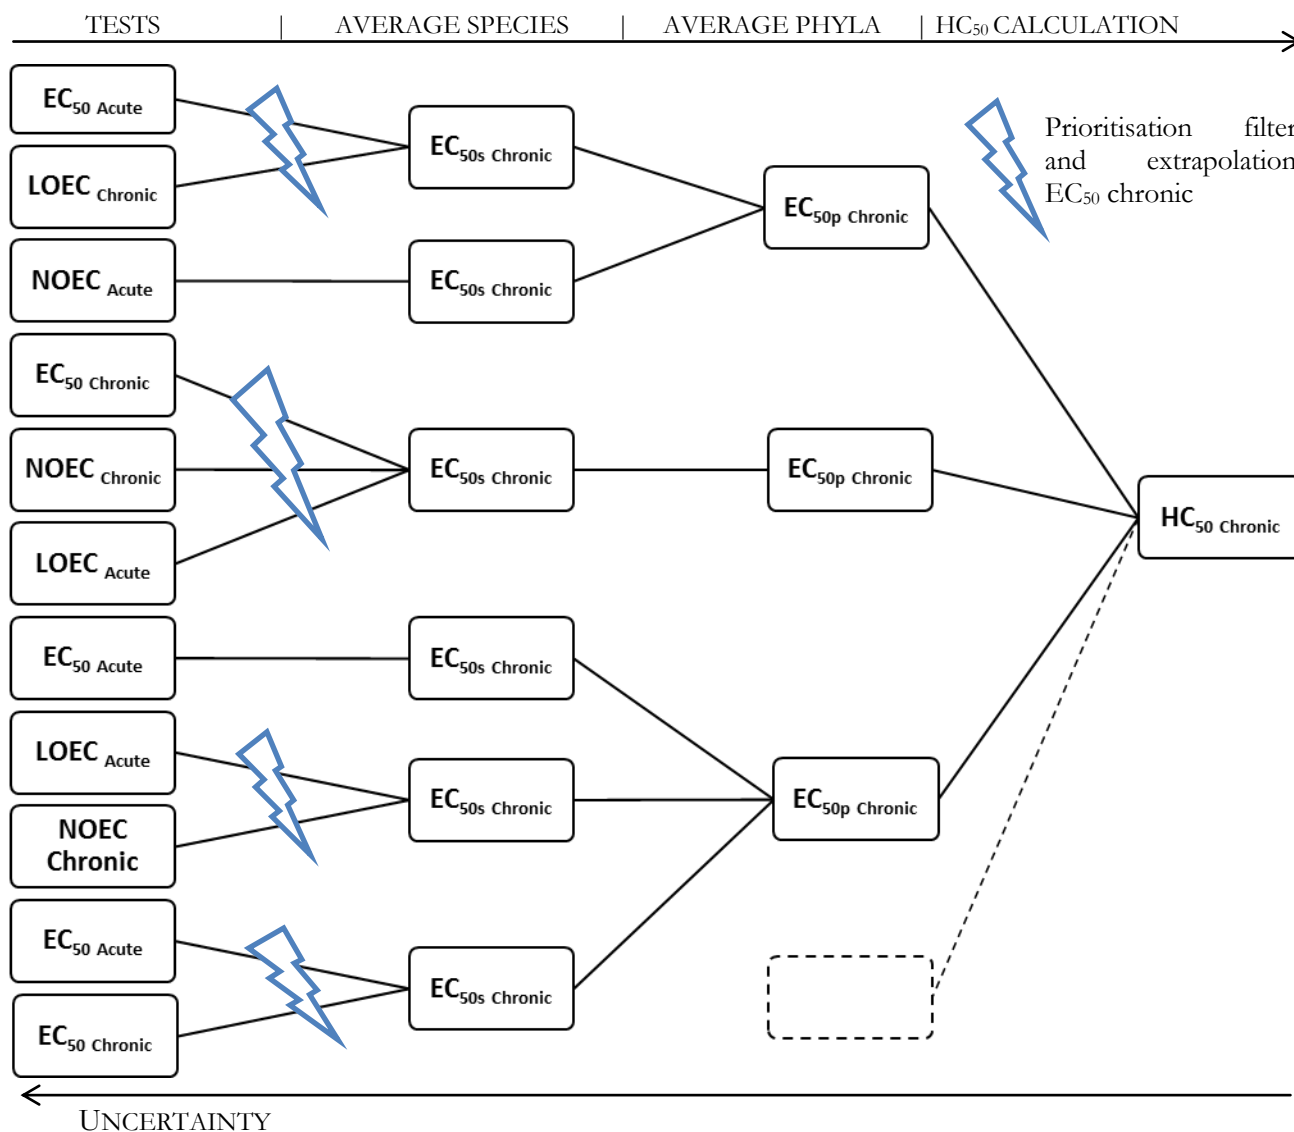 TESTS | AVERAGE SPECIES | AVERAGE PHYLA | HC50 CALCULATION
EC50 Acute
LOEC Chronic
NOEC Acute
EC50 Chronic
NOEC Chronic
LOEC Acute
EC50 Acute
LOEC Acute
NOEC
Chronic
EC50 Acute
EC50 Chronic
EC50s Chronic
EC50s Chronic
EC50s Chronic
EC50s Chronic
EC50s Chronic
EC50s Chronic
EC50p Chronic
EC50p Chronic
EC50p Chronic
HC50 Chronic
Prioritisation filter
and extrapolation
EC50 chronic
UNCERTAINTY